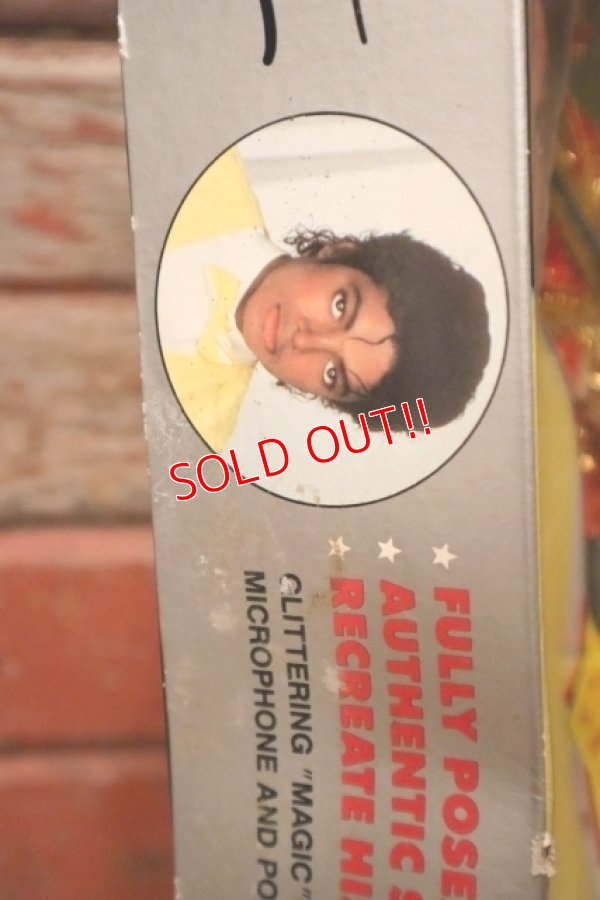 SOLD OUT!!
★ FULLY POSE
★ AUTHENTIC S
★ RECREATE HI
GLITTERING "MAGIC"
MICROPHONE AND PO